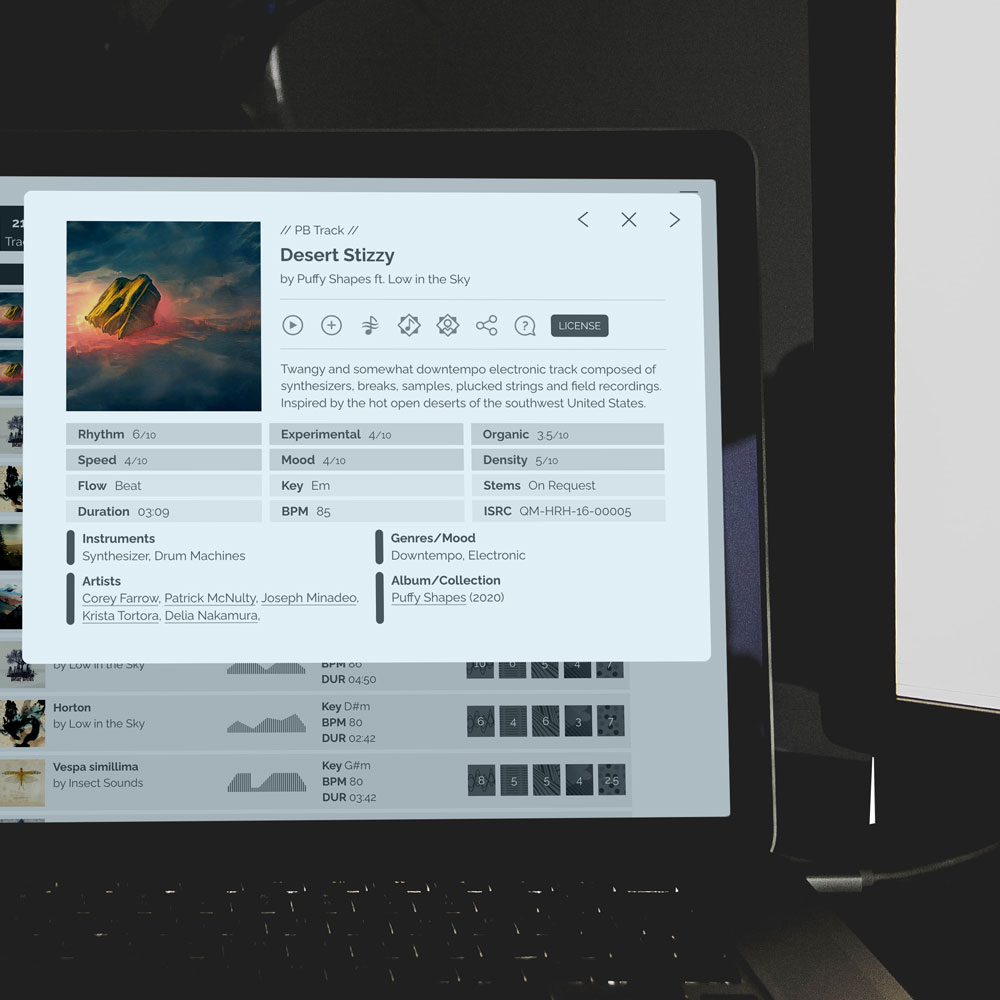 21
// PB Track //
Desert Stizzy
by Puffy Shapes ft. Low in the Sky
?
LICENSE
Twangy and somewhat downtempo electronic track composed of
synthesizers, breaks, samples, plucked strings and field recordings.
Inspired by the hot open deserts of the southwest United States.
Rhythm 6/10
Experimental 4/10
Organic 3.5/10
Speed 4/10
Mood 4/10
Density 5/10
Flow Beat
Key Em
Stems On Request
Duration 03:09
BPM 85
ISRC QM-HRH-16-00005
Instruments
Synthesizer, Drum Machines
Genres/Mood
Downtempo, Electronic
Artists
Corey Farrow, Patrick McNulty, Joseph Minadeo,
Krista Tortora, Delia Nakamura,
Album/Collection
Puffy Shapes (2020)
by Low in the Sky
BPM 80
DUR 04:50
10 6 5 4 7
Horton
by Low in the Sky
Key D#m
BPM 80
DUR 02:42
6 4 6 3 7
Vespa simillima
by Insect Sounds
Key G#m
BPM 80
DUR 03:42
8 5 5 4 2.5